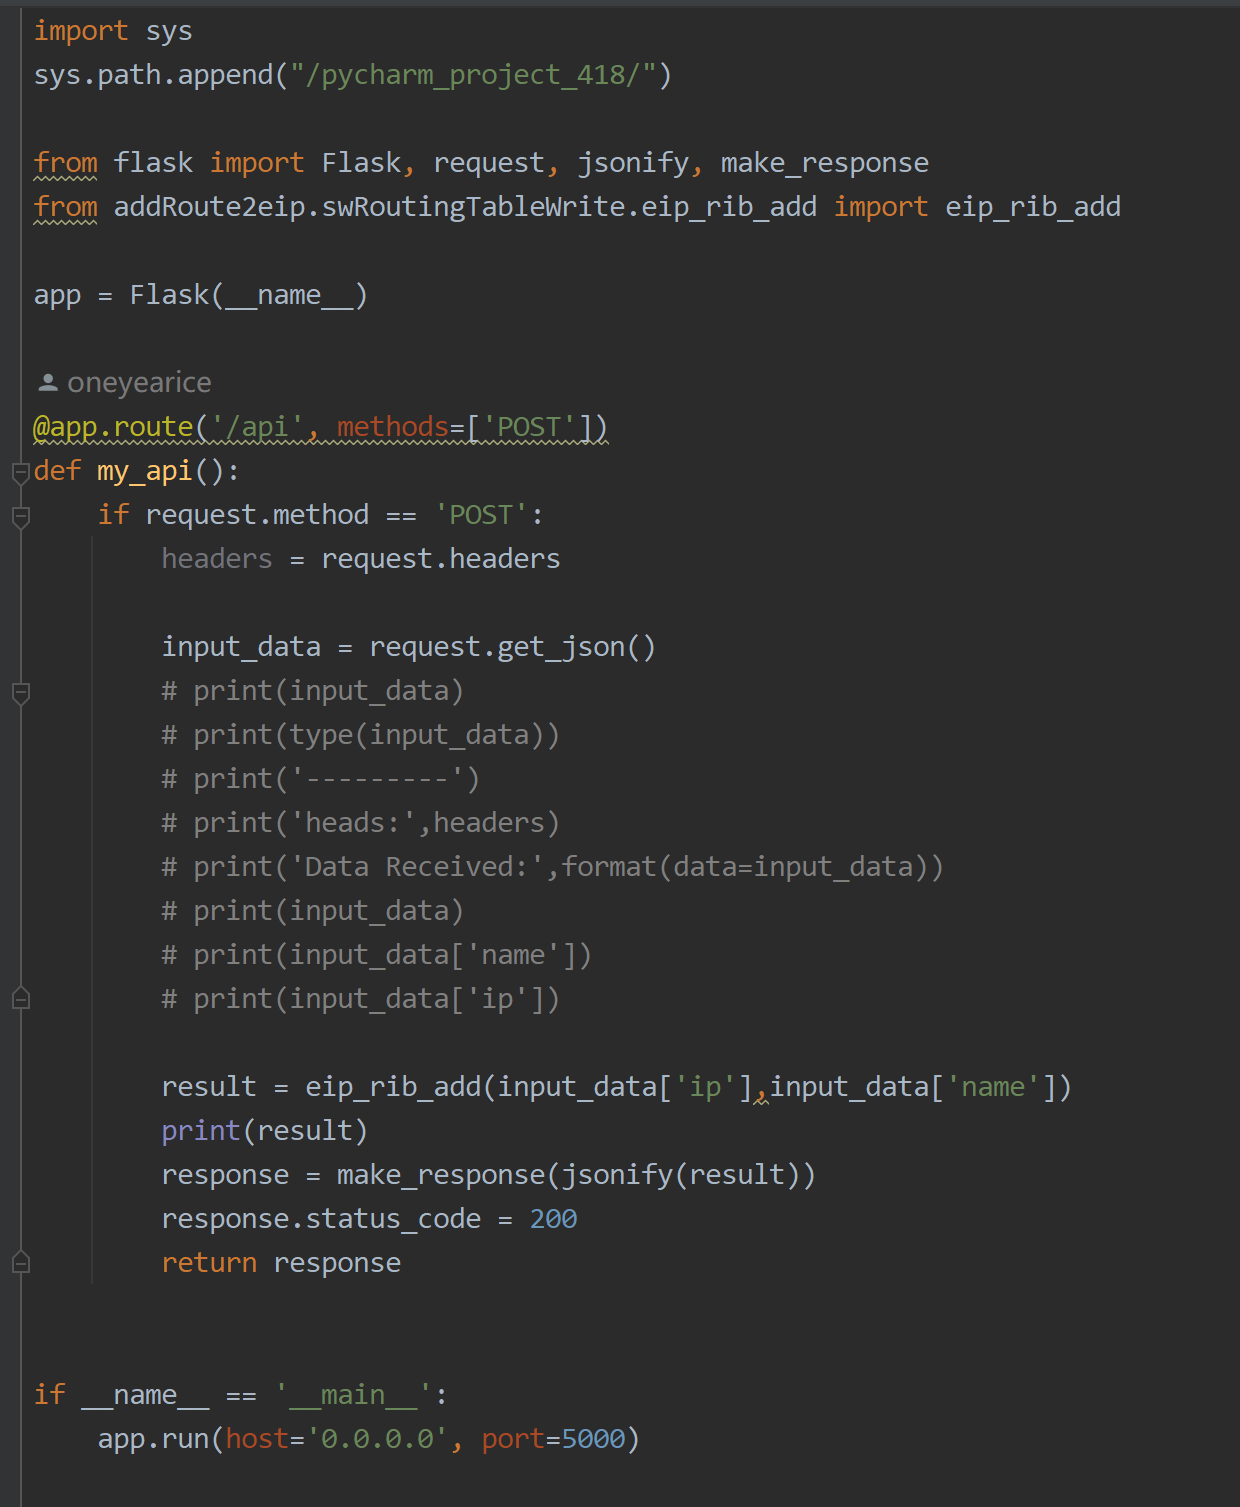 import sys
sys.path.append("/pycharm_project_418/")
from flask import Flask, request, jsonify, make_response
from addRoute2eip.swRoutingTableWrite.eip_rib_add import eip_rib_add
app = Flask(__name__)
oneyearice
@app.route('/api', methods=['POST'])
def my_api():
    if request.method == 'POST':
        headers = request.headers
        input_data = request.get_json()
        # print(input_data)
        # print(type(input_data))
        # print('---------')
        # print('heads:',headers)
        # print('Data Received:',format(data=input_data))
        # print(input_data)
        # print(input_data['name'])
        # print(input_data['ip'])
        result = eip_rib_add(input_data['ip'],input_data['name'])
        print(result)
        response = make_response(jsonify(result))
        response.status_code = 200
        return response
if __name__ == '__main__':
    app.run(host='0.0.0.0', port=5000)